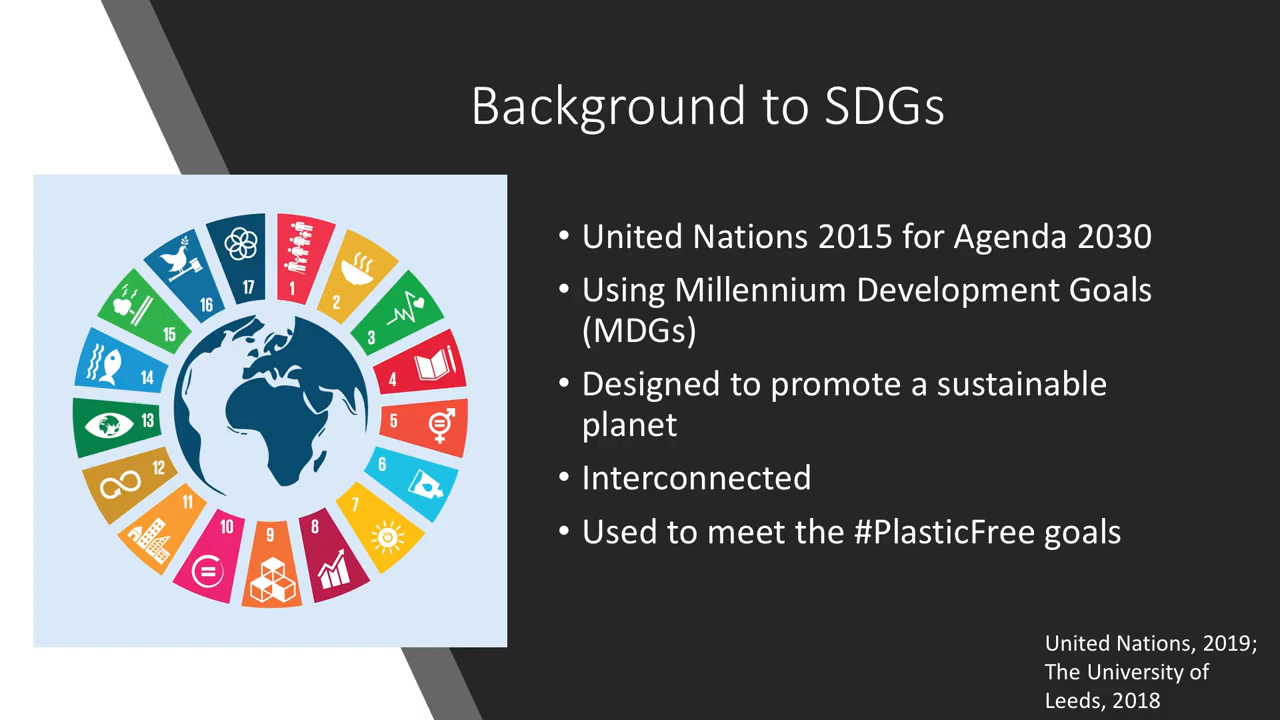 Background to SDGs
• United Nations 2015 for Agenda 2030
• Using Millennium Development Goals
(MDGs)
• Designed to promote a sustainable
planet
• Interconnected
• Used to meet the #PlasticFree goals
1
2
3
4
5
6
7
8
9
10
11
12
13
14
15
16
17
United Nations, 2019;
The University of
Leeds, 2018